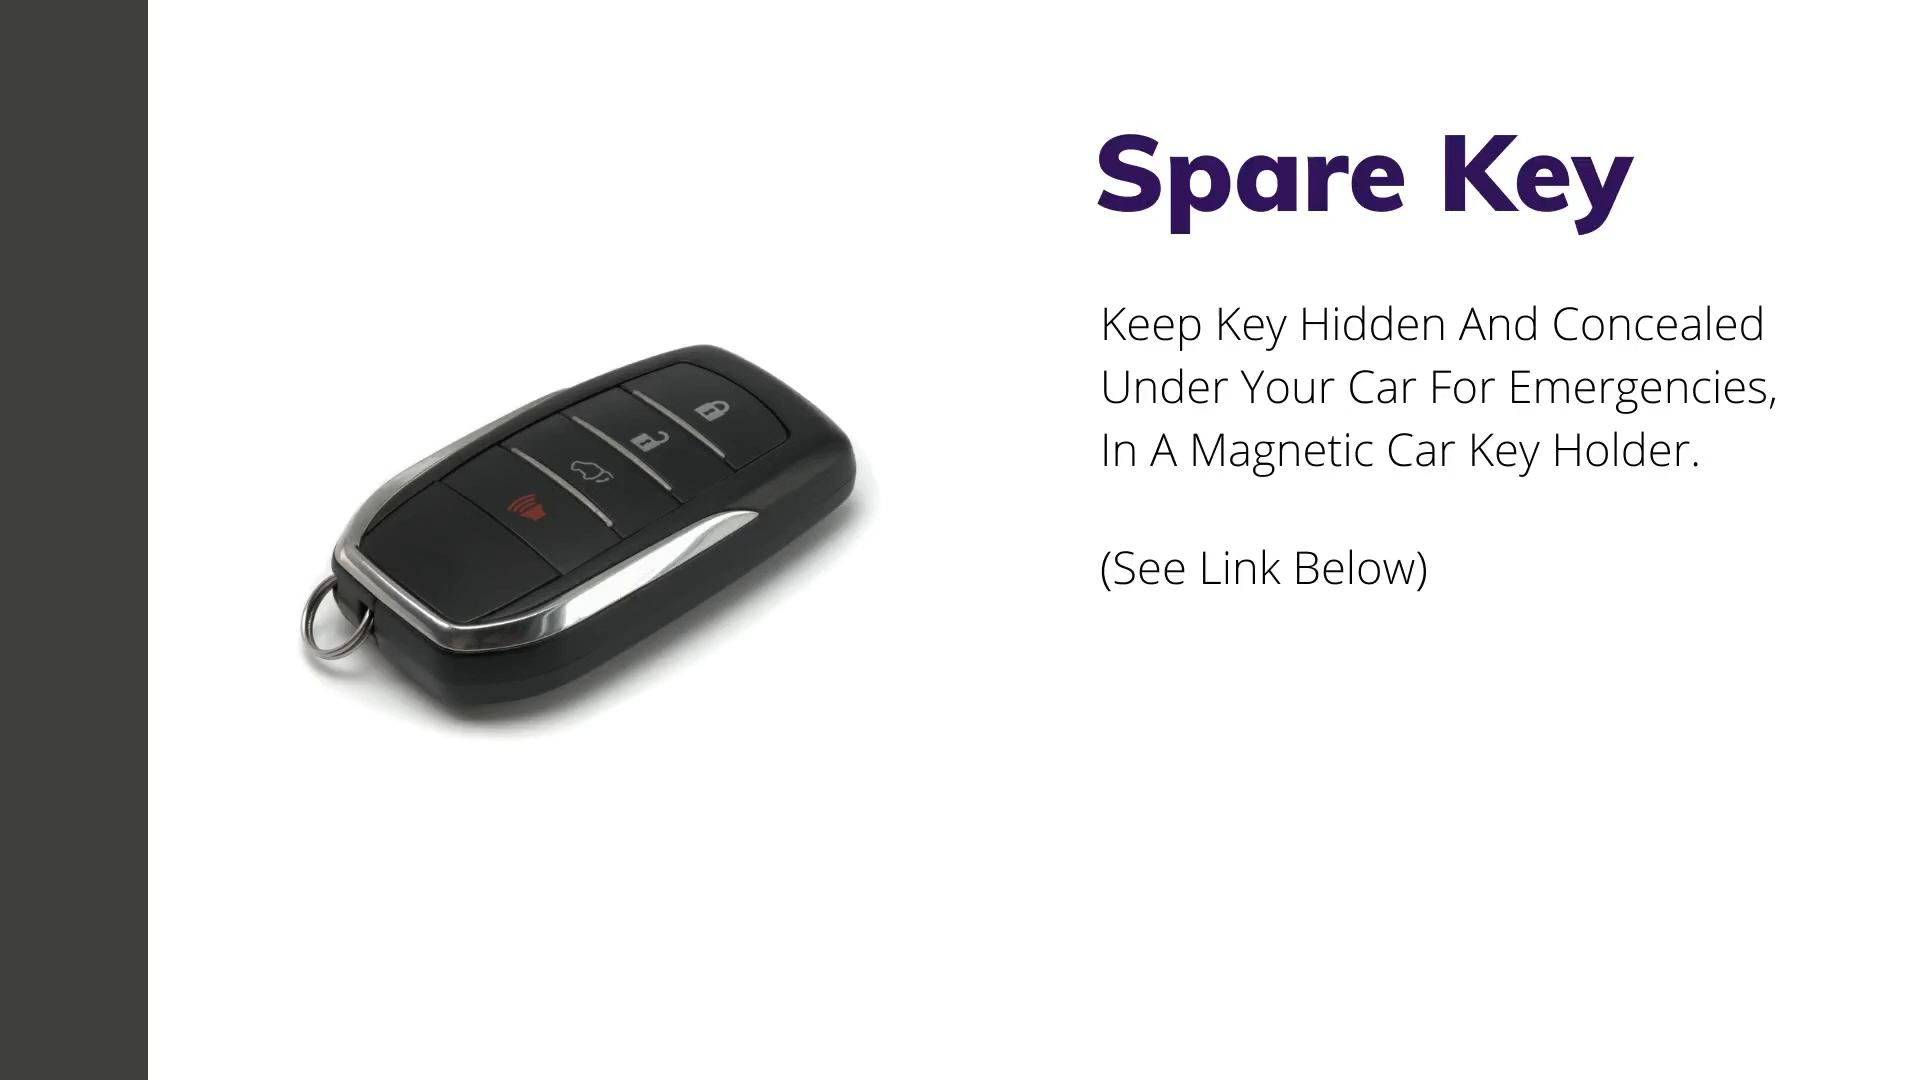 Spare Key
Keep Key Hidden And Concealed
Under Your Car For Emergencies,
In A Magnetic Car Key Holder.
(See Link Below)